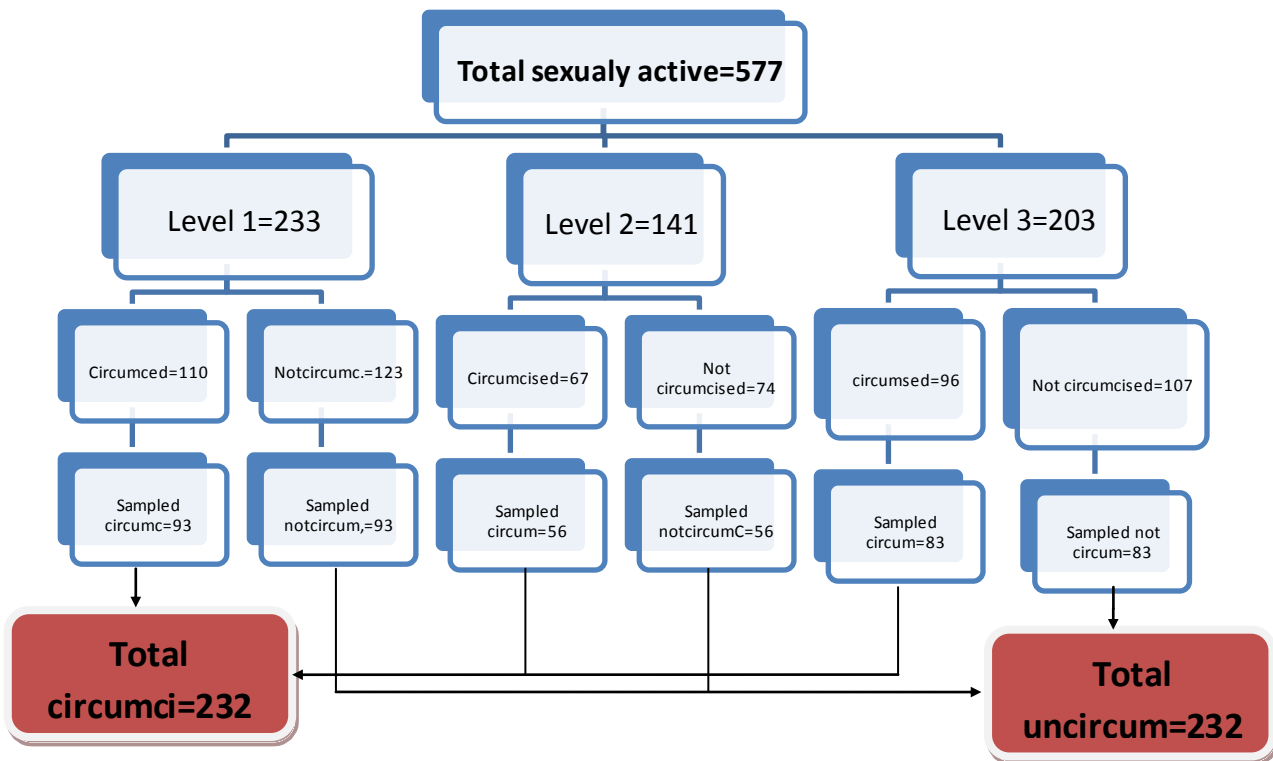 Total sexualy active=577
Level 1=233
Level 2=141
Level 3=203
Circumced=110
Notcircumc.=123
Circumcised=67
Not
circumcised=74
circumsed=96
Not circumcised=107
Sampled
circumc=93
Sampled
notcircum,=93
Sampled
circum=56
Sampled
notcircumC=56
Sampled
circum=83
Sampled not
circum=83
Total
circumci=232
Total
uncircum=232